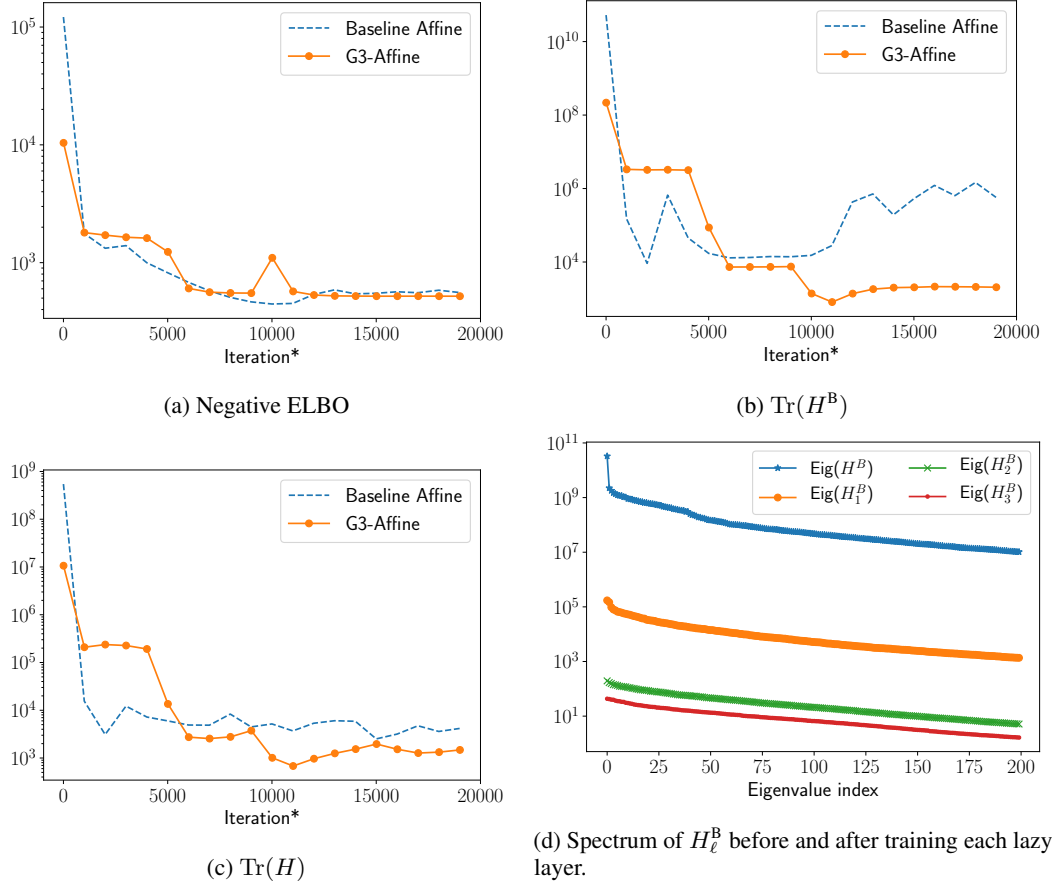 10^5
10^4
10^3
0 5000 10000 15000 20000
Iteration*
Baseline Affine
G3-Affine
(a) Negative ELBO
10^10
10^8
10^6
10^4
0 5000 10000 15000 20000
Iteration*
Baseline Affine
G3-Affine
(b) Tr(H^B)
10^9
10^8
10^7
10^6
10^5
10^4
10^3
0 5000 10000 15000 20000
Iteration*
Baseline Affine
G3-Affine
(c) Tr(H)
10^11
10^9
10^7
10^5
10^3
10^1
0 25 50 75 100 125 150 175 200
Eigenvalue index
Eig(H^B) Eig(H_2^B)
Eig(H_1^B) Eig(H_3^B)
(d) Spectrum of H_ℓ^B before and after training each lazy
layer.